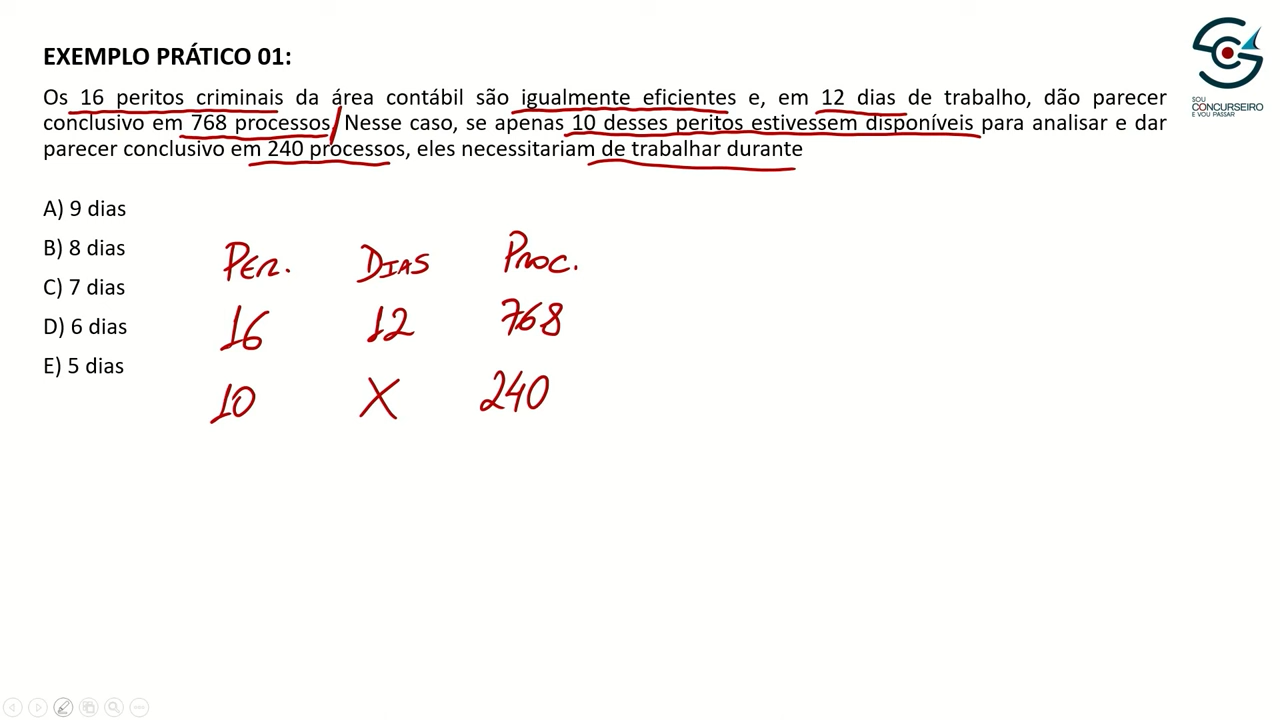 EXEMPLO PRÁTICO 01:
Os 16 peritos criminais da área contábil são igualmente eficientes e, em 12 dias de trabalho, dão parecer
conclusivo em 768 processos. Nesse caso, se apenas 10 desses peritos estivessem disponíveis para analisar e dar
parecer conclusivo em 240 processos, eles necessitariam de trabalhar durante
A) 9 dias
B) 8 dias
C) 7 dias
D) 6 dias
E) 5 dias
PER. DIAS PROC.
16 12 768
10 X 240
SOU
CONCURSEIRO
E VOU PASSAR